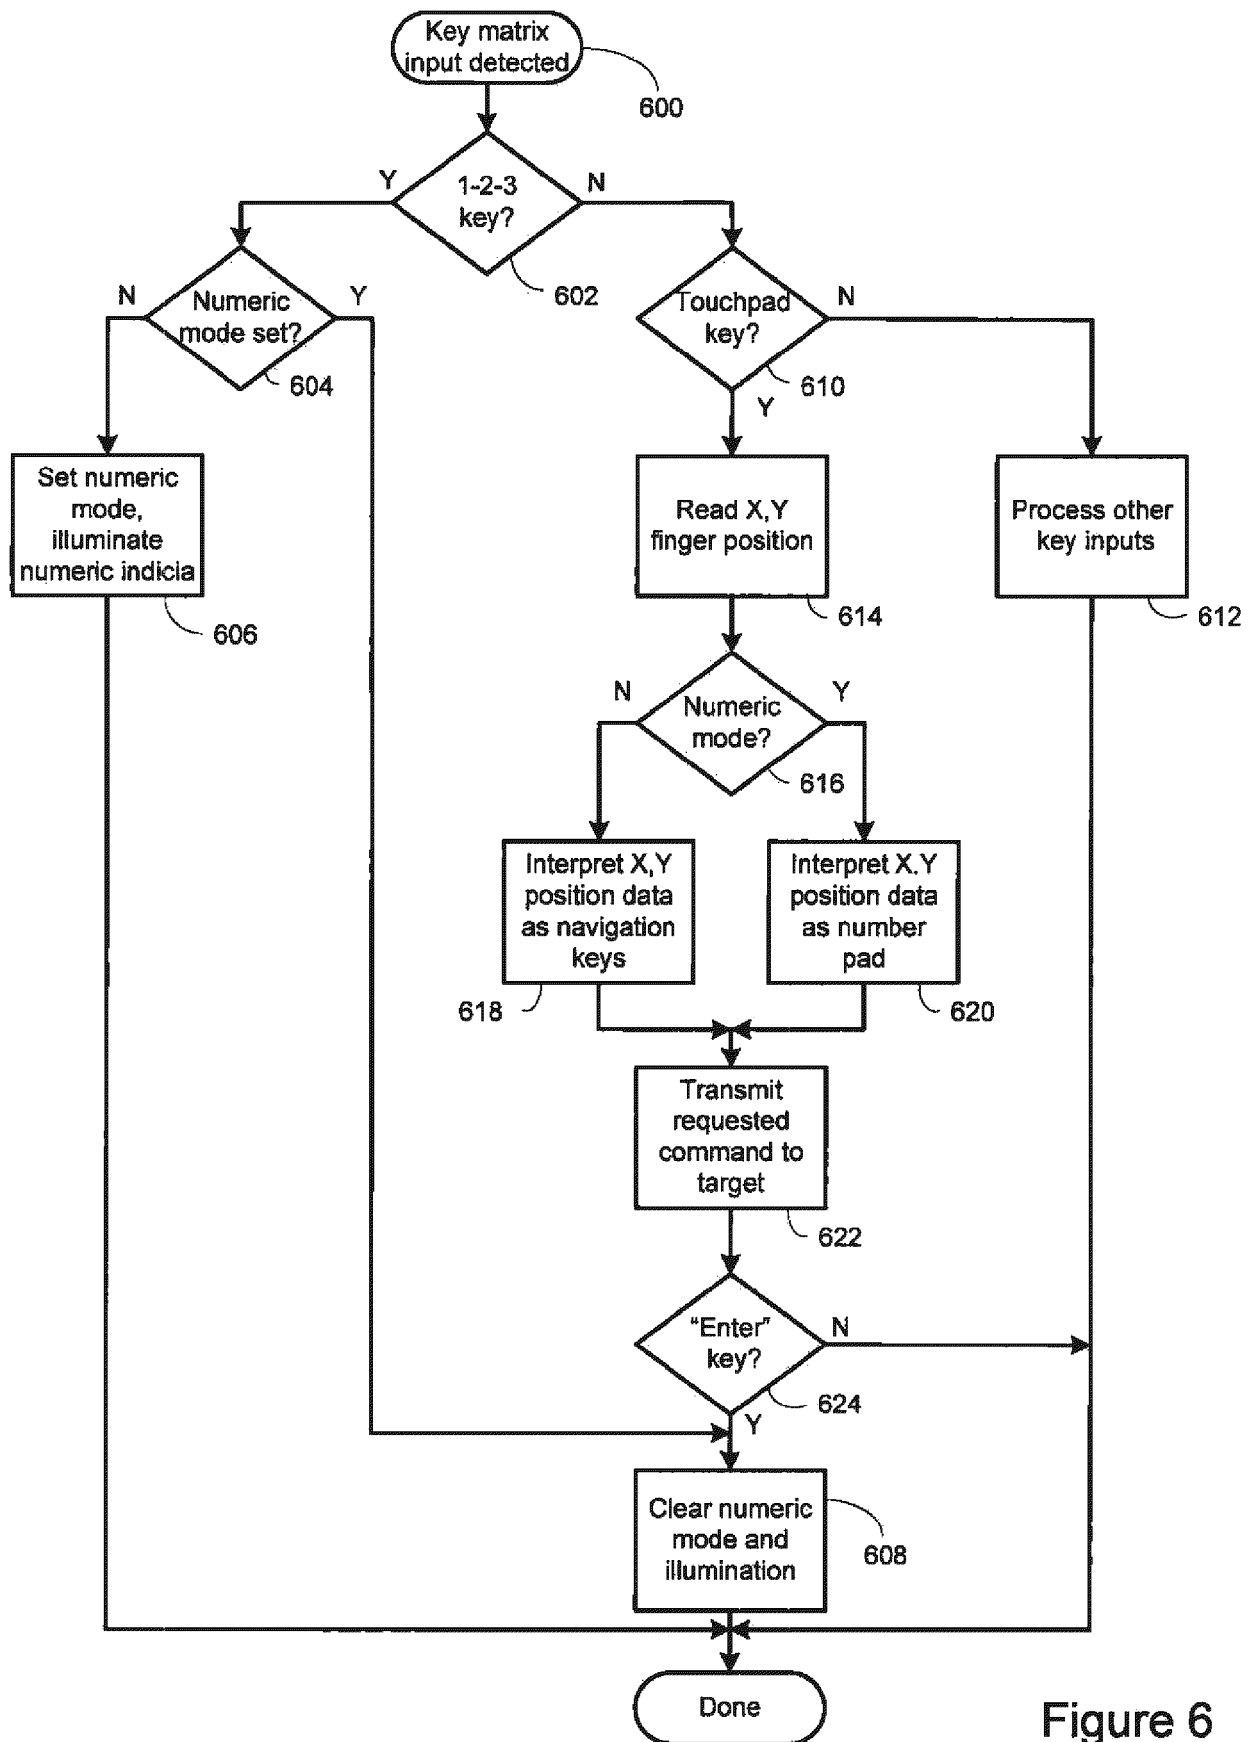 Key matrix
input detected
600
1-2-3
key?
Y
N
602
Numeric
mode set?
N
Y
604
Touchpad
key?
N
Y
610
Set numeric
mode,
illuminate
numeric indicia
606
Read X,Y
finger position
614
Process other
key inputs
612
Numeric
mode?
N
Y
616
Interpret X,Y
position data
as navigation
keys
618
Interpret X.Y
position data
as number
pad
620
Transmit
requested
command to
target
622
“Enter”
key?
N
Y
624
Clear numeric
mode and
illumination
608
Done
Figure 6